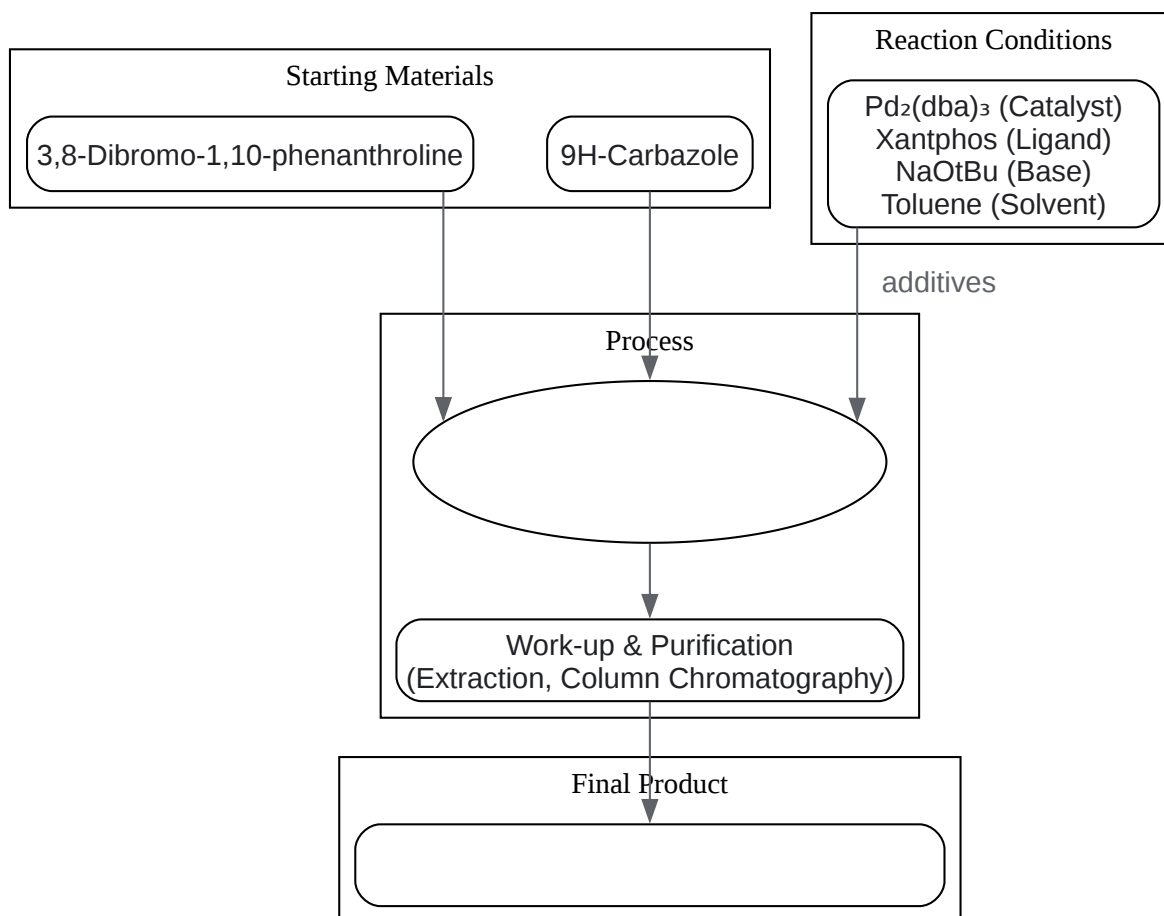 Starting Materials
3,8-Dibromo-1,10-phenanthroline
9H-Carbazole
Reaction Conditions
Pd₂(dba)₃ (Catalyst)
Xantphos (Ligand)
NaOtBu (Base)
Toluene (Solvent)
additives
Process
Work-up & Purification
(Extraction, Column Chromatography)
Final Product